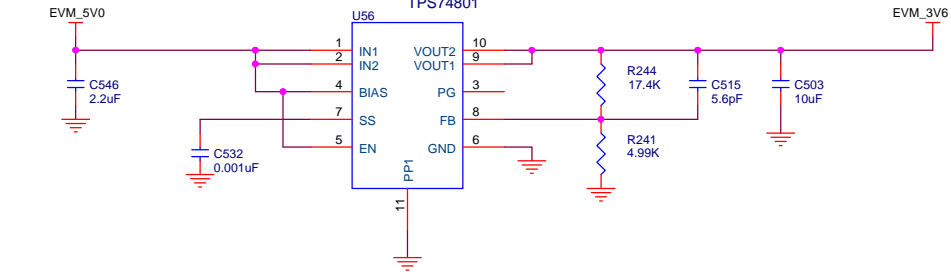 TPS74801
EVM_5V0
U56
EVM_3V6
1
IN1
VOUT2
10
2
IN2
VOUT1
9
C546
2.2uF
4
BIAS
PG
3
R244
17.4K
C515
5.6pF
C503
10uF
7
SS
FB
8
5
EN
GND
6
R241
4.99K
C532
0.001uF
PP1
11